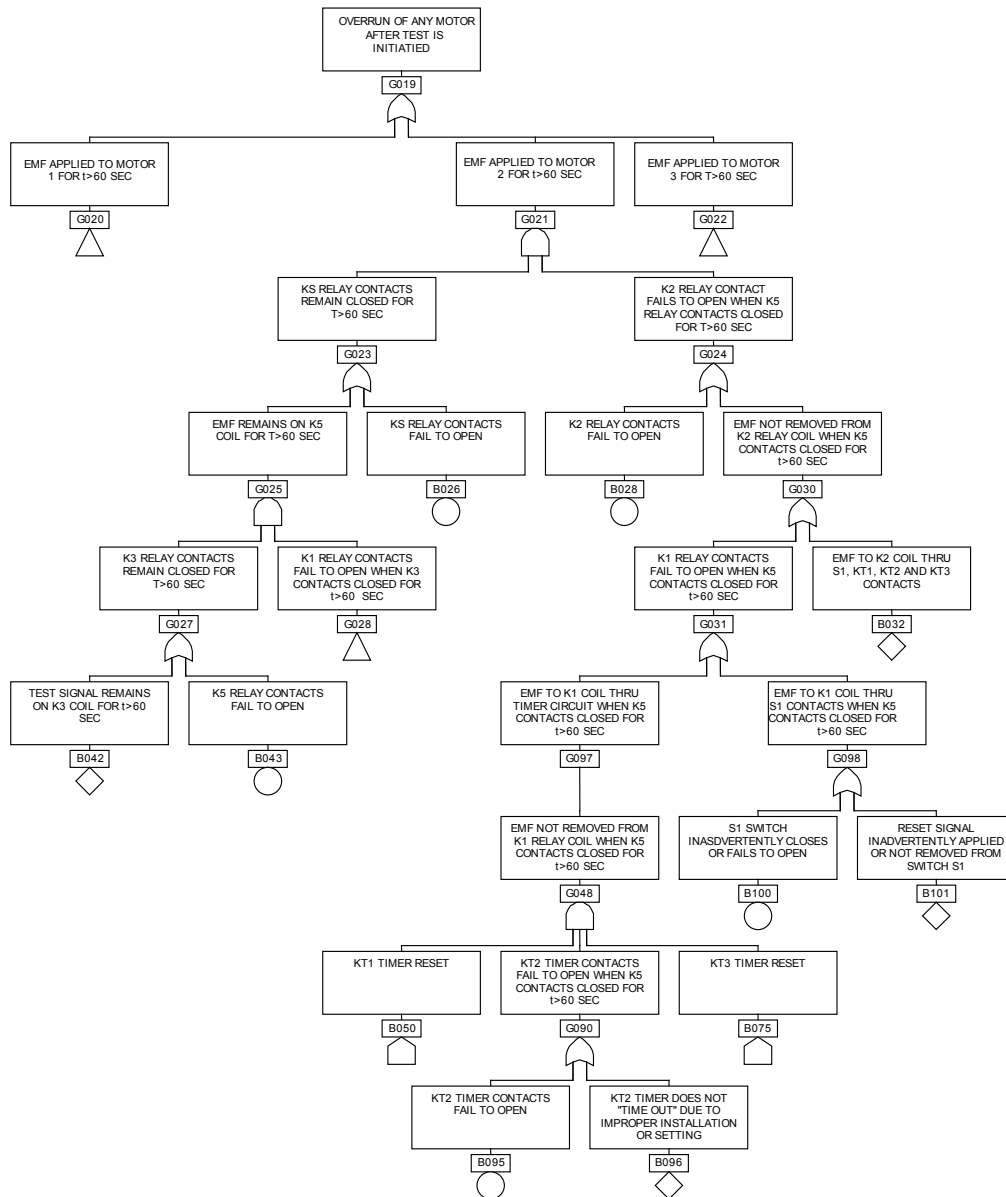 OVERRUN OF ANY MOTOR
AFTER TEST IS
INITIATIED
G019
EMF APPLIED TO MOTOR
1 FOR t>60 SEC
G020
EMF APPLIED TO MOTOR
2 FOR t>60 SEC
G021
EMF APPLIED TO MOTOR
3 FOR T>60 SEC
G022
KS RELAY CONTACTS
REMAIN CLOSED FOR
T>60 SEC
G023
K2 RELAY CONTACT
FAILS TO OPEN WHEN K5
RELAY CONTACTS CLOSED
FOR T>60 SEC
G024
EMF REMAINS ON K5
COIL FOR T>60 SEC
G025
KS RELAY CONTACTS
FAIL TO OPEN
B026
K2 RELAY CONTACTS
FAIL TO OPEN
B028
EMF NOT REMOVED FROM
K2 RELAY COIL WHEN K5
CONTACTS CLOSED FOR
t>60 SEC
G030
K3 RELAY CONTACTS
REMAIN CLOSED FOR
T>60 SEC
G027
K1 RELAY CONTACTS
FAIL TO OPEN WHEN K3
CONTACTS CLOSED FOR
t>60 SEC
G028
K1 RELAY CONTACTS
FAIL TO OPEN WHEN K5
CONTACTS CLOSED FOR
t>60 SEC
G031
EMF TO K2 COIL THRU
S1, KT1, KT2 AND KT3
CONTACTS
B032
TEST SIGNAL REMAINS
ON K3 COIL FOR t>60
SEC
B042
K5 RELAY CONTACTS
FAIL TO OPEN
B043
EMF TO K1 COIL THRU
TIMER CIRCUIT WHEN K5
CONTACTS CLOSED FOR
t>60 SEC
G097
EMF TO K1 COIL THRU
S1 CONTACTS WHEN K5
CONTACTS CLOSED FOR
t>60 SEC
G098
EMF NOT REMOVED FROM
K1 RELAY COIL WHEN K5
CONTACTS CLOSED FOR
t>60 SEC
G048
S1 SWITCH
INASDVERTENTLY CLOSES
OR FAILS TO OPEN
B100
RESET SIGNAL
INADVERTENTLY APPLIED
OR NOT REMOVED FROM
SWITCH S1
B101
KT1 TIMER RESET
B050
KT2 TIMER CONTACTS
FAIL TO OPEN WHEN K5
CONTACTS CLOSED FOR
t>60 SEC
G090
KT3 TIMER RESET
B075
KT2 TIMER CONTACTS
FAIL TO OPEN
B095
KT2 TIMER DOES NOT
"TIME OUT" DUE TO
IMPROPER INSTALLATION
OR SETTING
B096